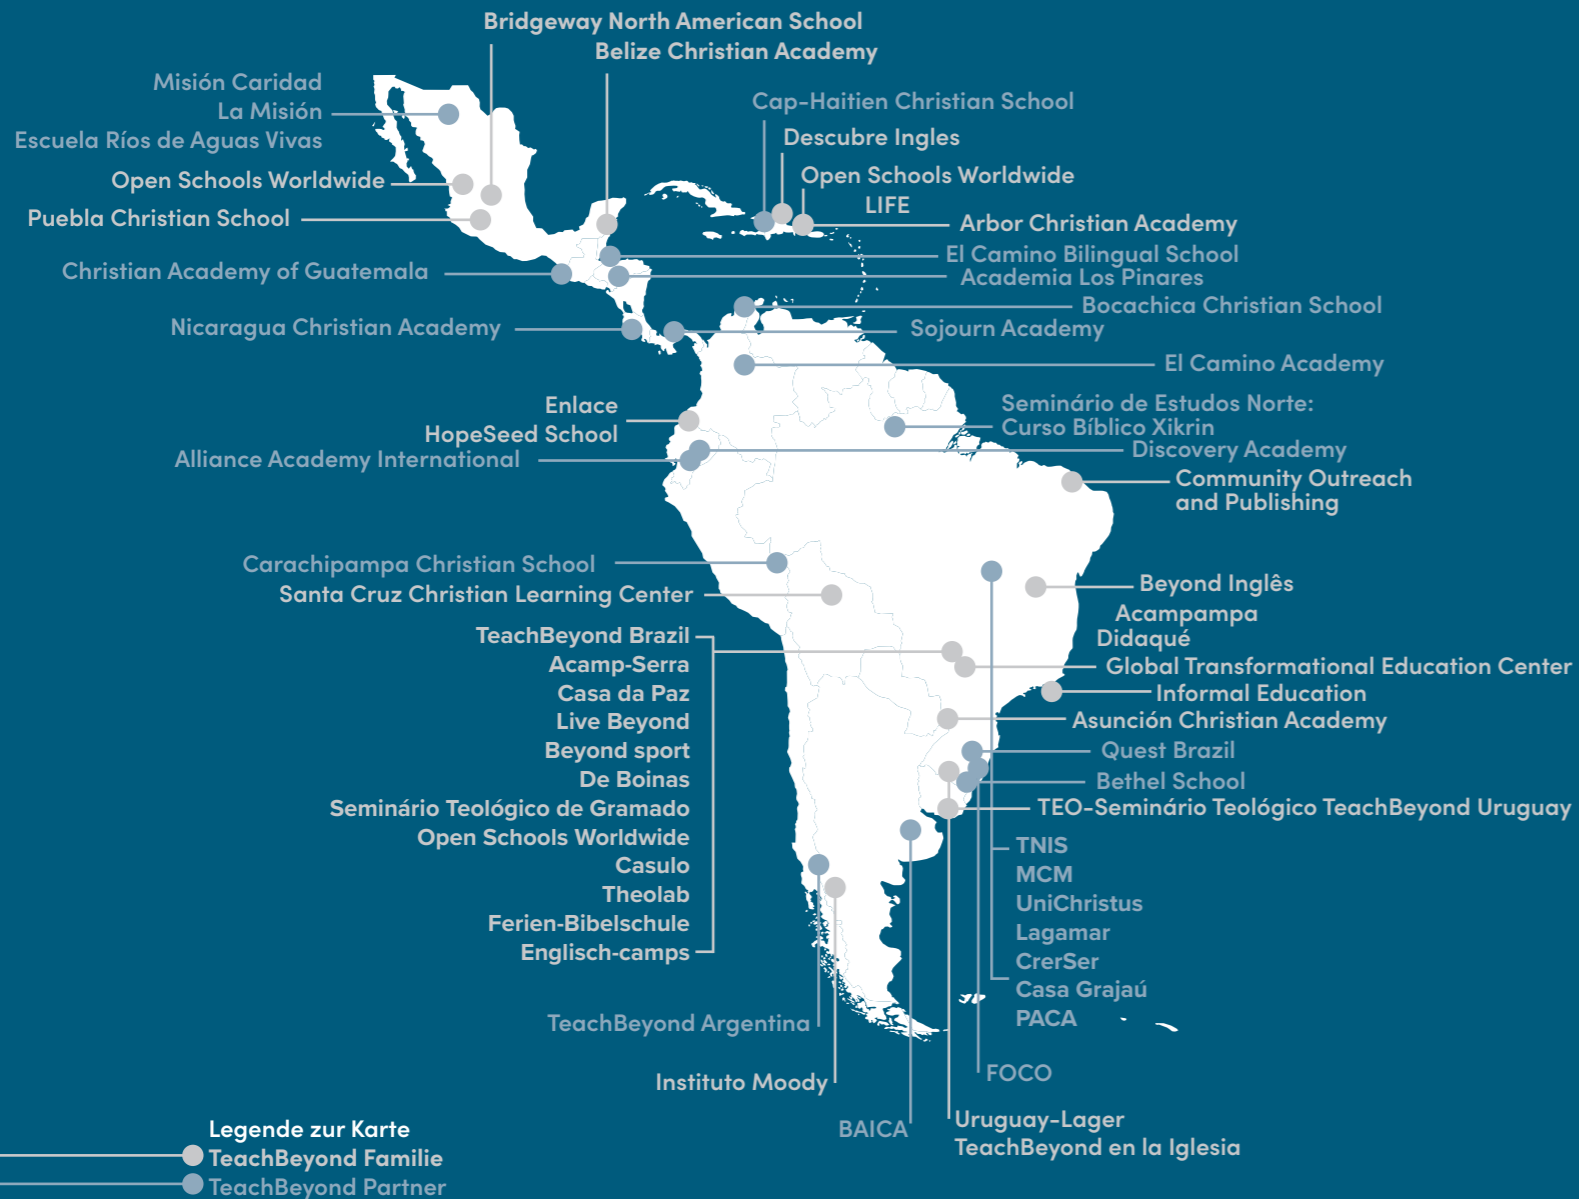 Bridgeway North American School
Belize Christian Academy
Misión Caridad
La Misión
Escuela Ríos de Aguas Vivas
Open Schools Worldwide
Puebla Christian School
Christian Academy of Guatemala
Nicaragua Christian Academy
Cap-Haitien Christian School
Descubre Ingles
Open Schools Worldwide
LIFE
Arbor Christian Academy
El Camino Bilingual School
Academia Los Pinares
Bocachica Christian School
Sojourn Academy
El Camino Academy
Enlace
HopeSeed School
Alliance Academy International
Seminário de Estudos Norte:
Curso Bíblico Xikrin
Discovery Academy
Community Outreach
and Publishing
Carachipampa Christian School
Santa Cruz Christian Learning Center
TeachBeyond Brazil
Acamp-Serra
Casa da Paz
Live Beyond
Beyond sport
De Boinas
Seminário Teológico de Gramado
Open Schools Worldwide
Casulo
Theolab
Ferien-Bibelschule
Englisch-camps
Beyond Inglês
Acampampa
Didaqué
Global Transformational Education Center
Informal Education
Asunción Christian Academy
Quest Brazil
Bethel School
TEO-Seminário Teológico TeachBeyond Uruguay
TNIS
MCM
UniChristus
Lagamar
CrerSer
Casa Grajaú
PACA
TeachBeyond Argentina
Instituto Moody
FOCO
BAICA
Uruguay-Lager
TeachBeyond en la Iglesia
Legende zur Karte
TeachBeyond Familie
TeachBeyond Partner